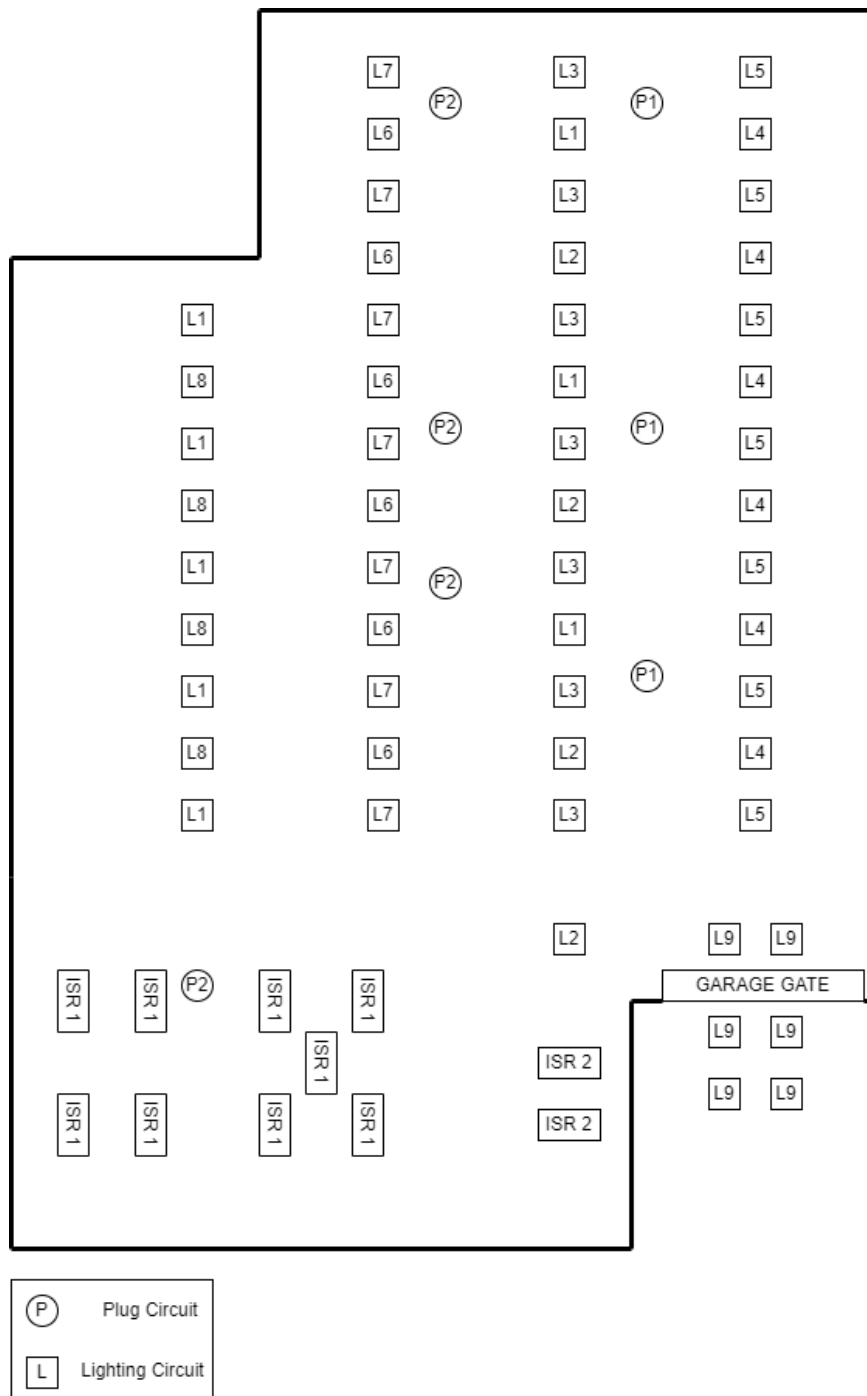 L7 L3 L5
P2 P1
L6 L1 L4
L7 L3 L5
L6 L2 L4
L1 L7 L3 L5
L8 L6 L1 L4
P2 P1
L1 L7 L3 L5
L8 L6 L2 L4
L1 L7 L3 L5
P2
L8 L6 L1 L4
P1
L1 L7 L3 L5
L8 L6 L2 L4
L1 L7 L3 L5
L2 L9 L9
P2 GARAGE GATE
ISR 1 ISR 1 ISR 1 ISR 1
L9 L9
ISR 1 ISR 2
L9 L9
ISR 1 ISR 1 ISR 1 ISR 1 ISR 2
P Plug Circuit
L Lighting Circuit